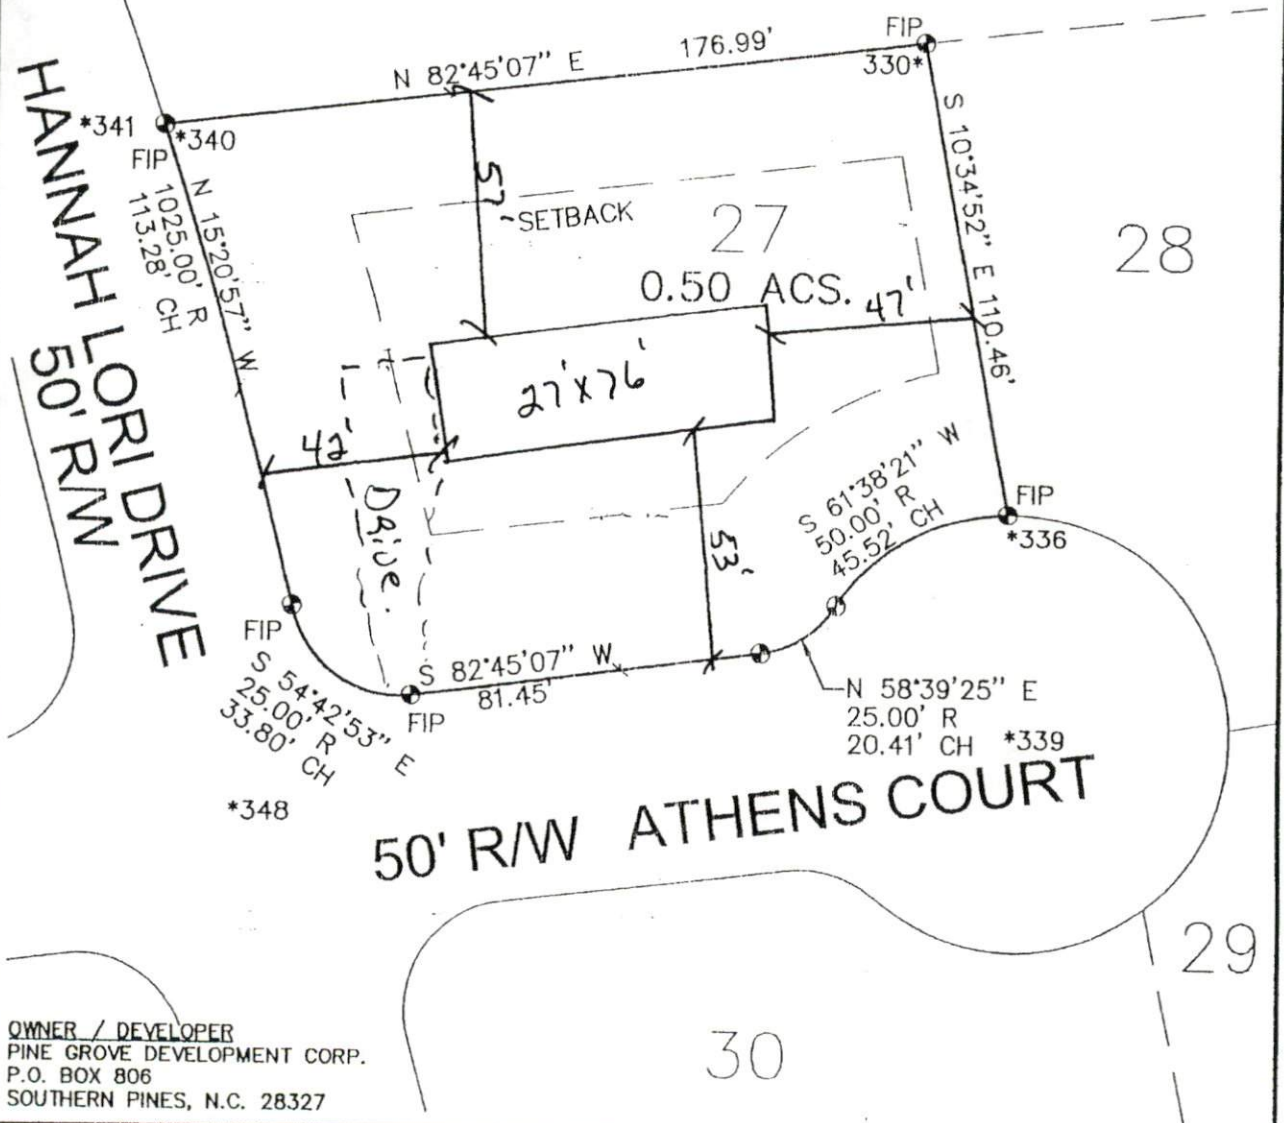 FIP
330*
N 82°45'07" E 176.99'
*341
*340
FIP
HANNAH LORI DRIVE
50' R/W
N 15°20'57" W
1025.00' R
113.28' CH
57'
SETBACK
27
0.50 ACS.
S 10°34'52" E 110.46'
28
47'
27'x76'
42'
Drive.
53'
S 61°38'21" W
50.00' R
45.52' CH
FIP
*336
FIP
S 54°42'53" E
25.00' R
33.80' CH
S 82°45'07" W
81.45'
FIP
N 58°39'25" E
25.00' R
20.41' CH *339
*348
50' R/W ATHENS COURT
29
30
OWNER / DEVELOPER
PINE GROVE DEVELOPMENT CORP.
P.O. BOX 806
SOUTHERN PINES, N.C. 28327